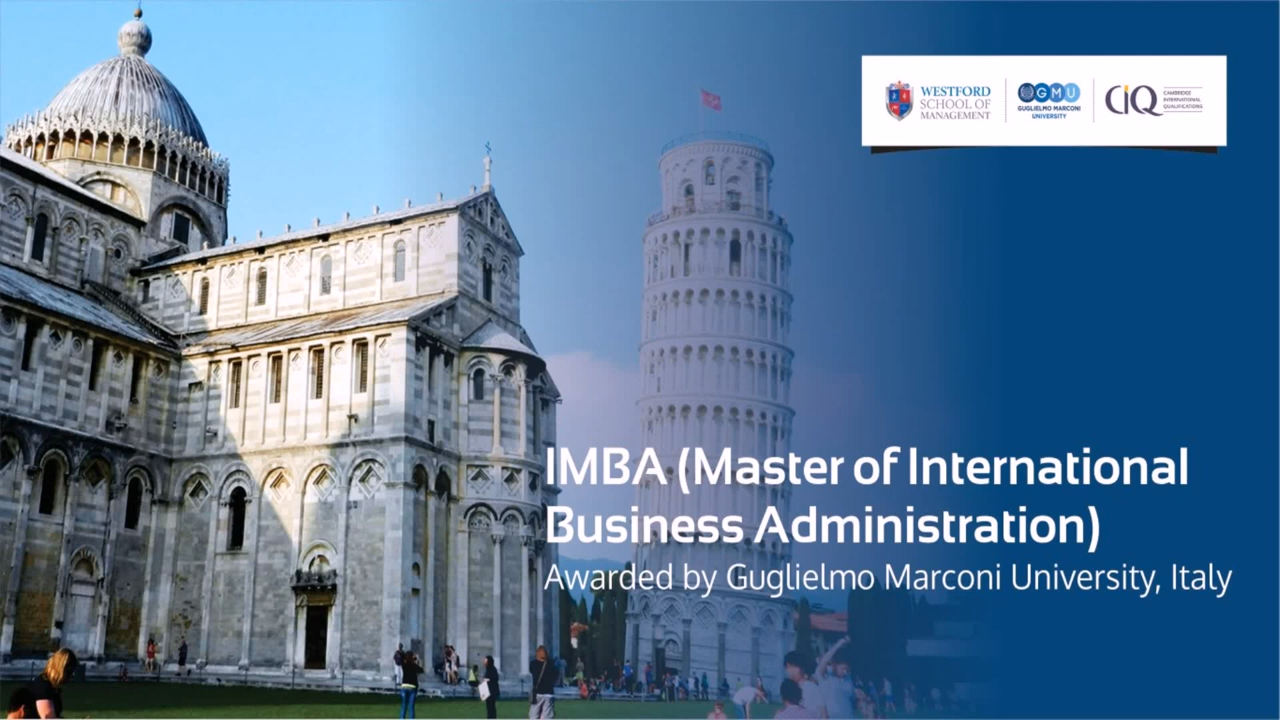 WESTFORD
SCHOOL OF
MANAGEMENT
GMU
GUGLIELMO MARCONI
UNIVERSITY
CIQ
CAMBRIDGE
INTERNATIONAL
QUALIFICATIONS
IMBA (Master of International
Business Administration)
Awarded by Guglielmo Marconi University, Italy